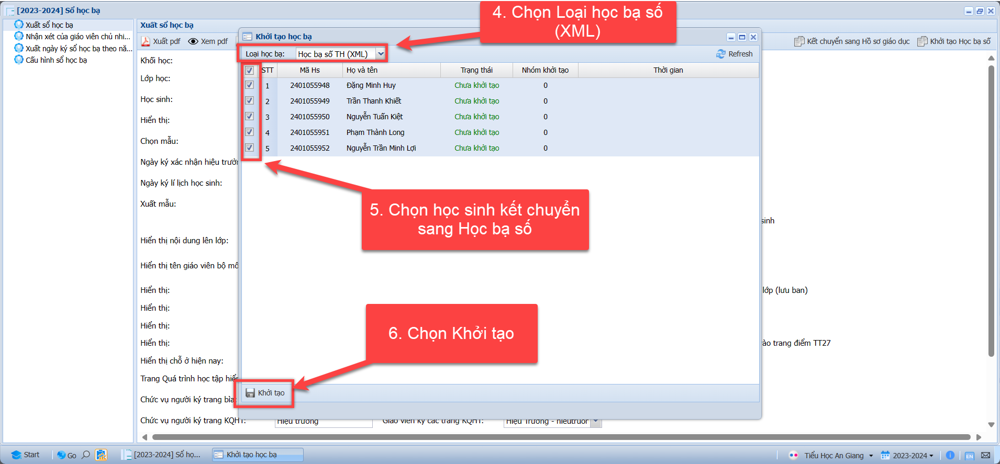 [2023-2024] Sổ học bạ
4. Chọn Loại học bạ số
(XML)
Xuất sổ học bạ
Nhận xét của giáo viên chủ nhi...
Xuất ngày ký sổ học bạ theo nă...
Cấu hình sổ học bạ
Xuất sổ học bạ
Xuất pdf
Xem pdf
Kết chuyển sang Hồ sơ giáo dục
Khởi tạo Học bạ số
Khởi tạo học bạ
Loại học bạ: Học bạ số TH (XML)
Refresh
STT Mã Hs Họ và tên Trạng thái Nhóm khởi tạo Thời gian
1 2401055948 Đặng Minh Huy Chưa khởi tạo 0
2 2401055949 Trần Thanh Khiết Chưa khởi tạo 0
3 2401055950 Nguyễn Tuấn Kiệt Chưa khởi tạo 0
4 2401055951 Phạm Thành Long Chưa khởi tạo 0
5 2401055952 Nguyễn Trần Minh Lợi Chưa khởi tạo 0
5. Chọn học sinh kết chuyển
sang Học bạ số
6. Chọn Khởi tạo
Khởi tạo
Khối học:
Lớp học:
Học sinh:
Hiển thị:
Chọn mẫu:
Ngày ký xác nhận hiệu trưởn
Ngày ký lí lịch học sinh:
Xuất mẫu:
sinh
Hiển thị nội dung lên lớp:
Hiển thị tên giáo viên bộ mô
Hiển thị:
lớp (lưu ban)
Hiển thị:
Hiển thị:
Hiển thị:
vào trang điểm TT27
Hiển thị chỗ ở hiện nay:
Trang Quá trình học tập hiển
Chức vụ người ký trang bìa:
Chức vụ người ký trang KQHT: Hiệu trưởng Giáo viên ký các trang KQHT: Hiệu Trưởng - hieutruor
Start
Go
[2023-2024] Sổ họ...
Khởi tạo học bạ
Tiểu Học An Giang
2023-2024
EN